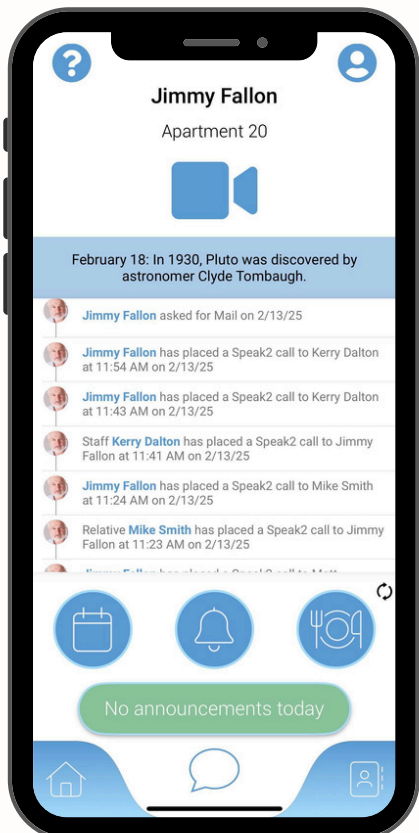 ?
Jimmy Fallon
Apartment 20
February 18: In 1930, Pluto was discovered by
astronomer Clyde Tombaugh.
Jimmy Fallon asked for Mail on 2/13/25
Jimmy Fallon has placed a Speak2 call to Kerry Dalton
at 11:54 AM on 2/13/25
Jimmy Fallon has placed a Speak2 call to Kerry Dalton
at 11:43 AM on 2/13/25
Staff Kerry Dalton has placed a Speak2 call to Jimmy
Fallon at 11:41 AM on 2/13/25
Jimmy Fallon has placed a Speak2 call to Mike Smith
at 11:24 AM on 2/13/25
Relative Mike Smith has placed a Speak2 call to Jimmy
Fallon at 11:23 AM on 2/13/25
No announcements today